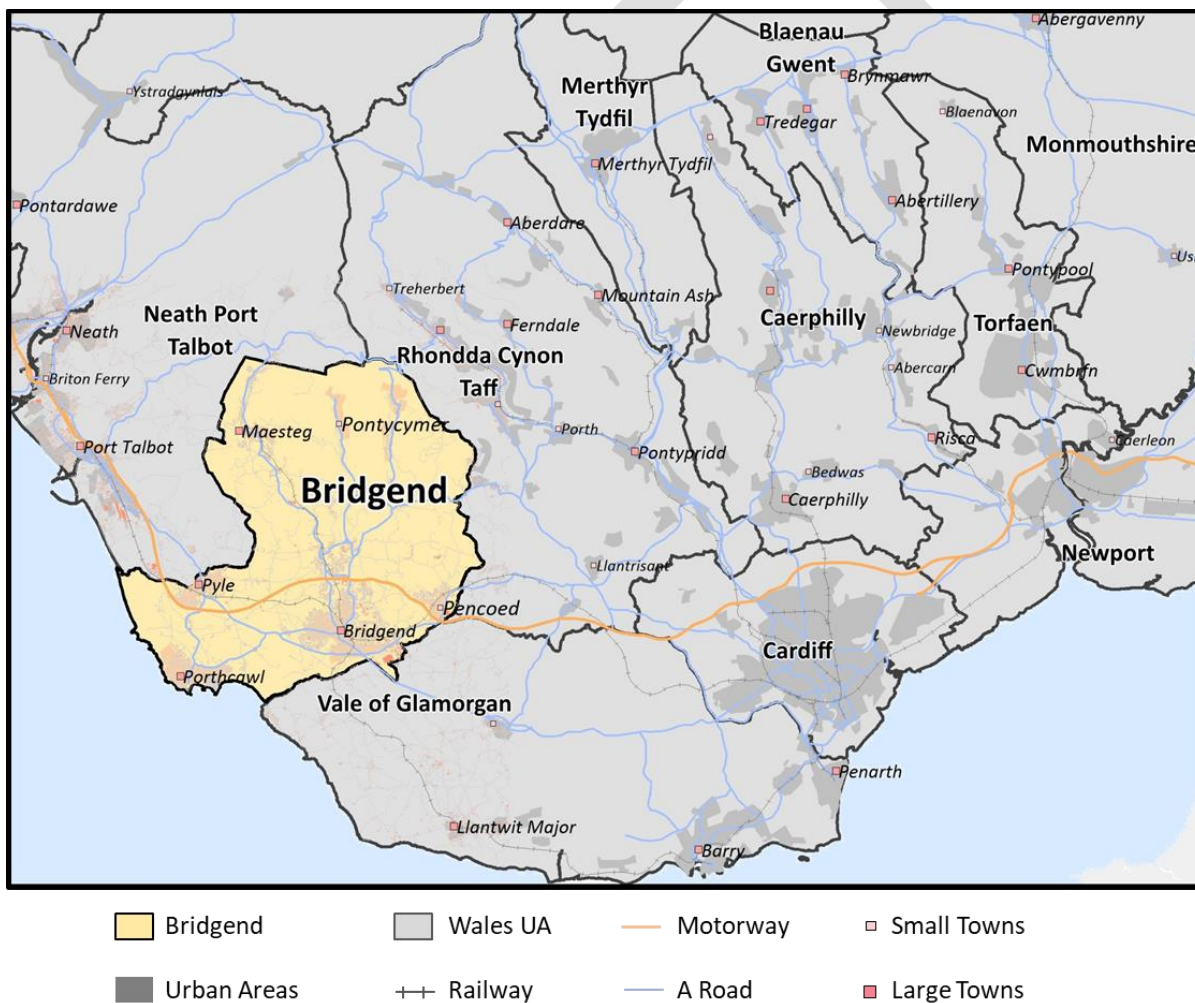 Abergavenny
Blaenau
Gwent
Brynmawr
Merthyr
Tydfil
Ystradgynlais
Blaenavon
Tredegar
Monmouthshire
Merthyr Tydfil
Pontardawe
Abertillery
Aberdare
Us
Pontypool
Treherbert
Mountain Ash
Neath Port
Talbot
Ferndale
Caerphilly
Newbridge
Torfaen
Neath
Rhondda Cynon
Taff
Briton Ferry
Abercarn
Cwmbrfn
Maesteg
Pontycymer
Porth
Risca
Caerleon
Port Talbot
Pontypridd
Bedwas
Bridgend
Caerphilly
Newport
Llantrisant
Pyle
Pencoed
Bridgend
Cardiff
Porthcawl
Vale of Glamorgan
Penarth
Llantwit Major
Barry
Bridgend
Wales UA
Motorway
Small Towns
Urban Areas
Railway
A Road
Large Towns